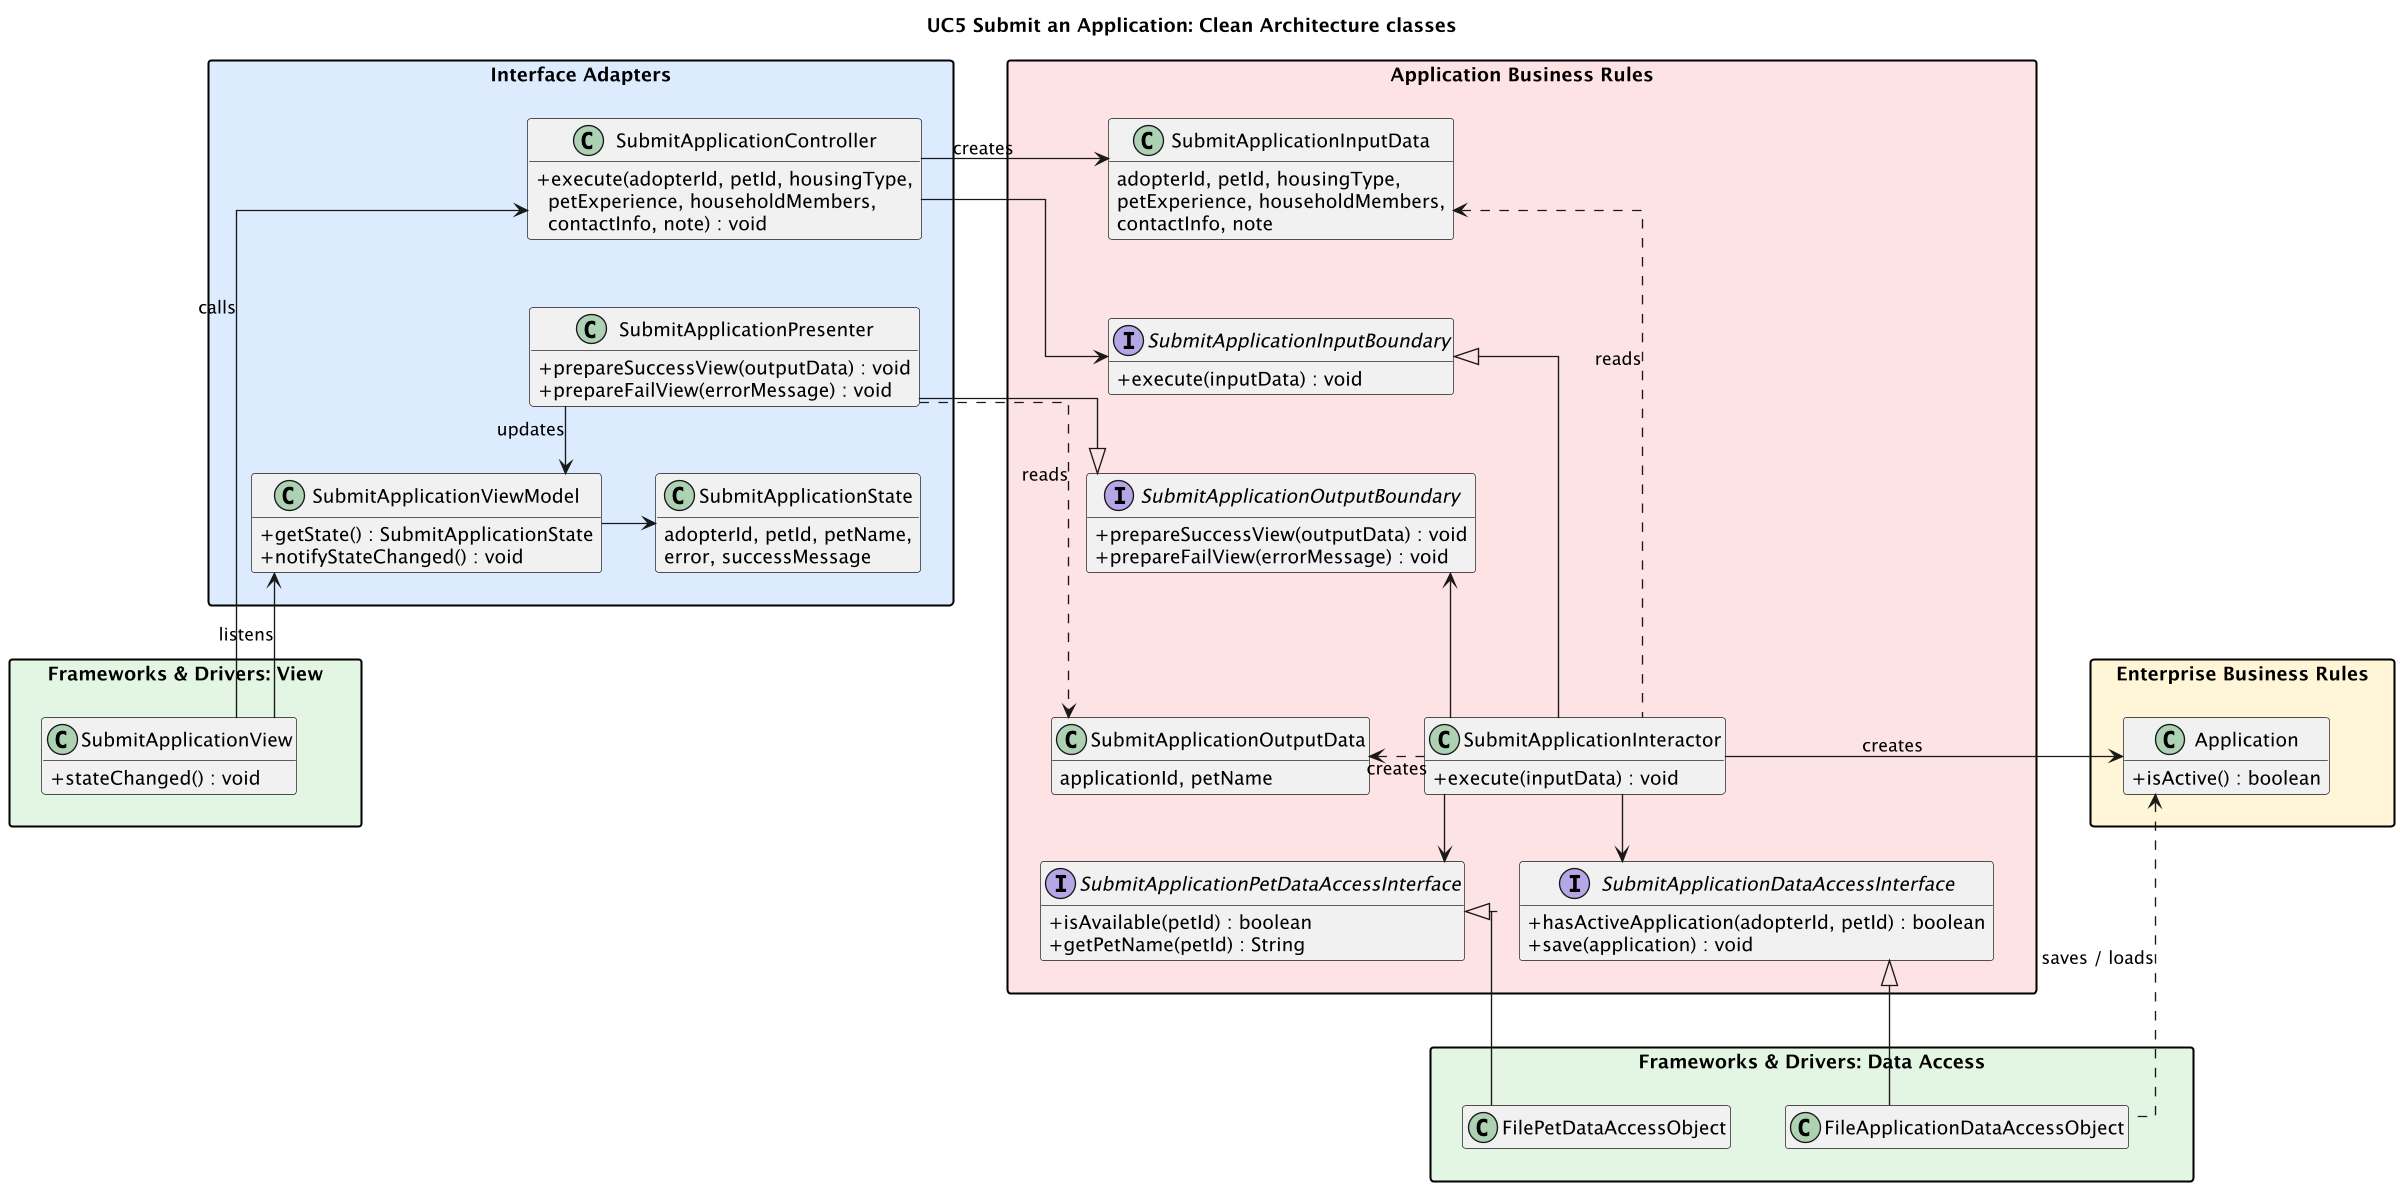 UC5 Submit an Application: Clean Architecture classes
Interface Adapters
C SubmitApplicationController
+execute(adopterId, petId, housingType,
petExperience, householdMembers,
contactInfo, note) : void
calls
C SubmitApplicationPresenter
+prepareSuccessView(outputData) : void
+prepareFailView(errorMessage) : void
updates
C SubmitApplicationViewModel
+getState() : SubmitApplicationState
+notifyStateChanged() : void
C SubmitApplicationState
adopterId, petId, petName,
error, successMessage
listens
Frameworks & Drivers: View
C SubmitApplicationView
+stateChanged() : void
creates
Application Business Rules
C SubmitApplicationInputData
adopterId, petId, housingType,
petExperience, householdMembers,
contactInfo, note
I SubmitApplicationInputBoundary
+execute(inputData) : void
reads
reads
I SubmitApplicationOutputBoundary
+prepareSuccessView(outputData) : void
+prepareFailView(errorMessage) : void
C SubmitApplicationOutputData
applicationId, petName
creates
C SubmitApplicationInteractor
+execute(inputData) : void
creates
I SubmitApplicationPetDataAccessInterface
+isAvailable(petId) : boolean
+getPetName(petId) : String
I SubmitApplicationDataAccessInterface
+hasActiveApplication(adopterId, petId) : boolean
+save(application) : void
Enterprise Business Rules
C Application
+isActive() : boolean
saves / loads
Frameworks & Drivers: Data Access
C FilePetDataAccessObject
C FileApplicationDataAccessObject